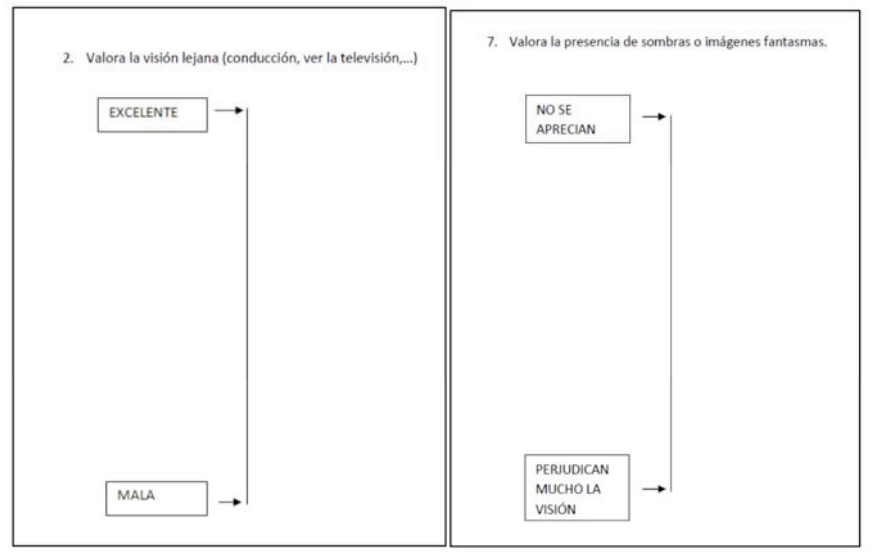 2. Valora la visión lejana (conducción, ver la televisión,...)
EXCELENTE
MALA
7. Valora la presencia de sombras o imágenes fantasmas.
NO SE
APRECIAN
PERJUDICAN
MUCHO LA
VISIÓN